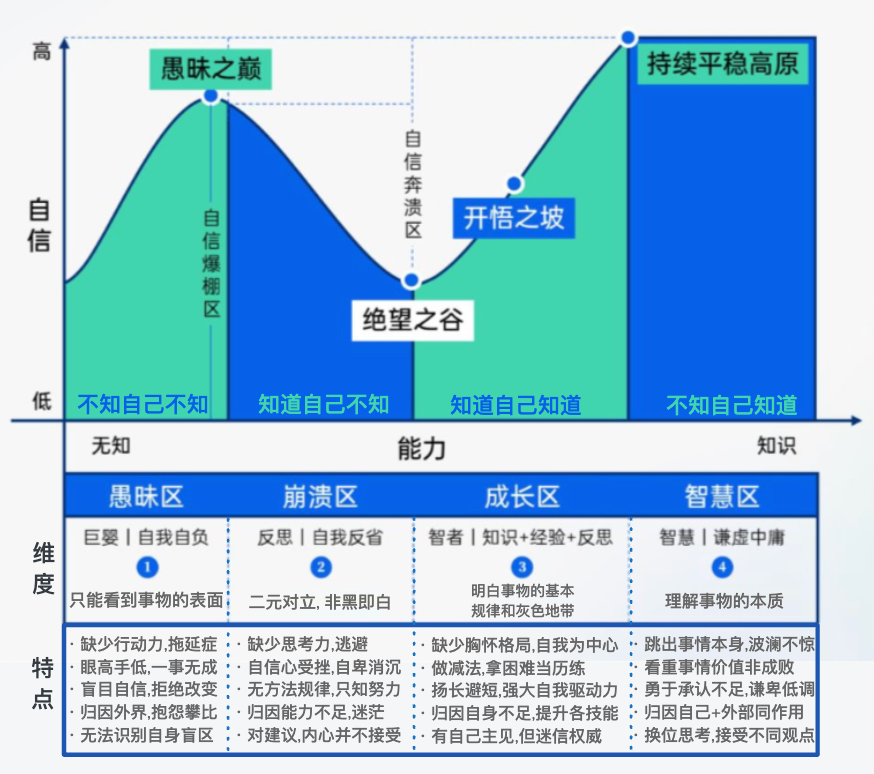 高
愚昧之巅
持续平稳高原
自信奔溃区
自信
自信爆棚区
开悟之坡
绝望之谷
低
不知自己不知
知道自己不知
知道自己知道
不知自己知道
无知
能力
知识
愚昧区
崩溃区
成长区
智慧区
维度
巨婴丨自我自负
1
只能看到事物的表面
反思丨自我反省
2
二元对立, 非黑即白
智者丨知识+经验+反思
3
明白事物的基本
规律和灰色地带
智慧丨谦虚中庸
4
理解事物的本质
特点
· 缺少行动力,拖延症
· 眼高手低,一事无成
· 盲目自信,拒绝改变
· 归因外界,抱怨攀比
· 无法识别自身盲区
· 缺少思考力,逃避
· 自信心受挫,自卑消沉
· 无方法规律,只知努力
· 归因能力不足,迷茫
· 对建议,内心并不接受
· 缺少胸怀格局,自我为中心
· 做减法,拿困难当历练
· 扬长避短,强大自我驱动力
· 归因自身不足,提升各技能
· 有自己主见,但迷信权威
· 跳出事情本身,波澜不惊
· 看重事情价值非成败
· 勇于承认不足,谦卑低调
· 归因自己+外部同作用
· 换位思考,接受不同观点